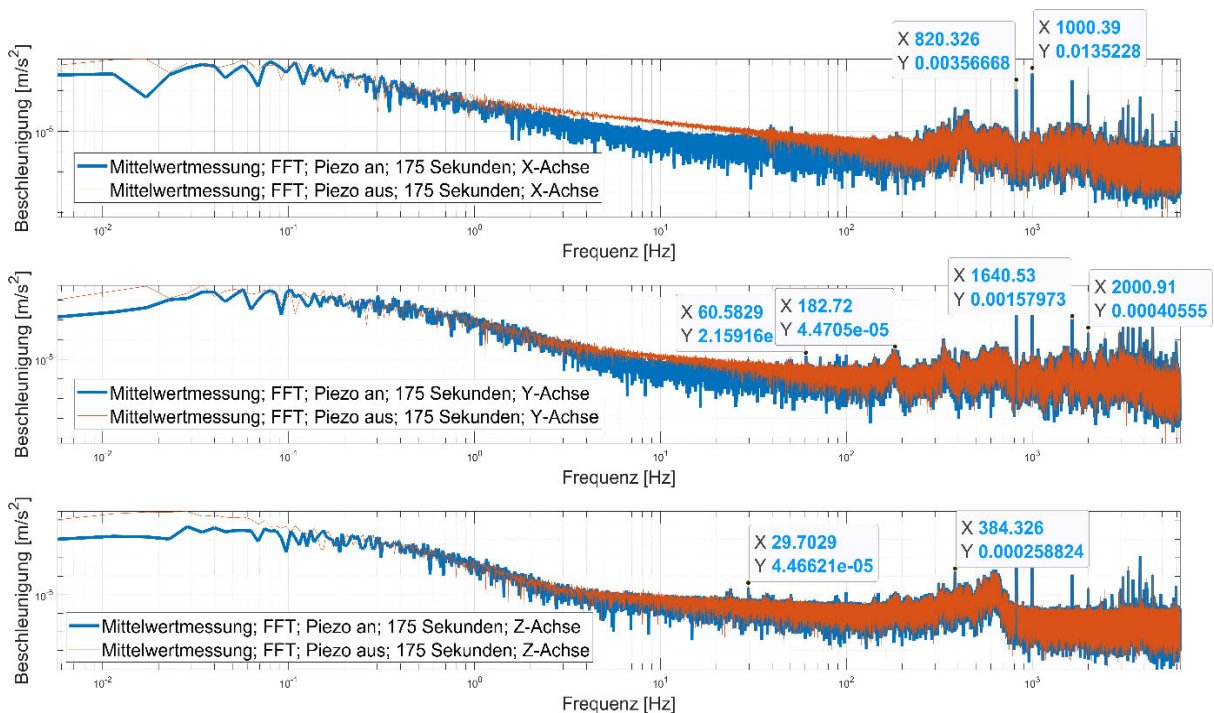 X 820.326
Y 0.00356668
X 1000.39
Y 0.0135228
Beschleunigung [m/s²]
10⁻⁵
Mittelwertmessung; FFT; Piezo an; 175 Sekunden; X-Achse
Mittelwertmessung; FFT; Piezo aus; 175 Sekunden; X-Achse
10⁻² 10⁻¹ 10⁰ 10¹ 10² 10³
Frequenz [Hz]
X 60.5829
Y 2.15916e
X 182.72
Y 4.4705e-05
X 1640.53
Y 0.00157973
X 2000.91
Y 0.00040555
Beschleunigung [m/s²]
10⁻⁵
Mittelwertmessung; FFT; Piezo an; 175 Sekunden; Y-Achse
Mittelwertmessung; FFT; Piezo aus; 175 Sekunden; Y-Achse
10⁻² 10⁻¹ 10⁰ 10¹ 10² 10³
Frequenz [Hz]
X 29.7029
Y 4.46621e-05
X 384.326
Y 0.000258824
Beschleunigung [m/s²]
10⁻⁵
Mittelwertmessung; FFT; Piezo an; 175 Sekunden; Z-Achse
Mittelwertmessung; FFT; Piezo aus; 175 Sekunden; Z-Achse
10⁻² 10⁻¹ 10⁰ 10¹ 10² 10³
Frequenz [Hz]